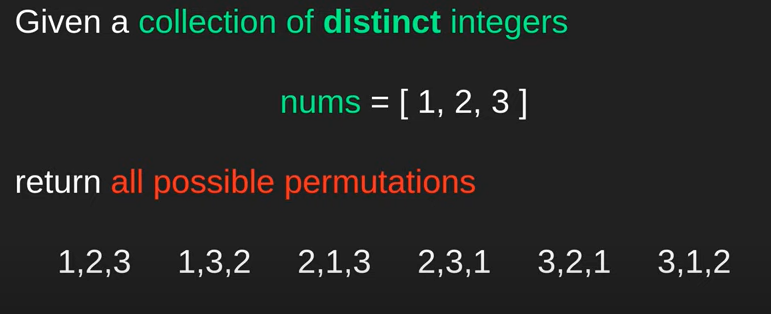 Given a collection of distinct integers
nums = [ 1, 2, 3 ]
return all possible permutations
1,2,3 1,3,2 2,1,3 2,3,1 3,2,1 3,1,2